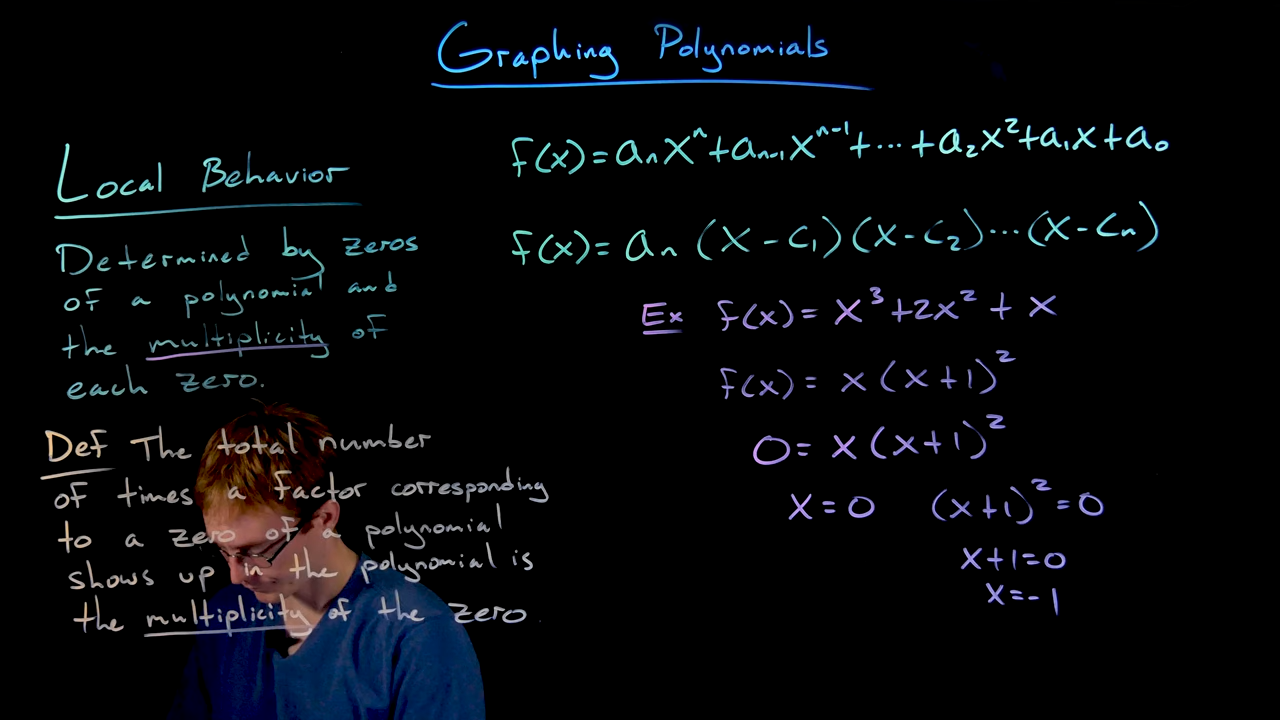 Graphing Polynomials
Local Behavior
Determined by zeros
of a polynomial and
the multiplicity of
each zero.
Def The total number
of times a factor corresponding
to a zero of a polynomial
shows up in the polynomial is
the multiplicity of the zero.
f(x)=aₙxⁿ+aₙ₋₁xⁿ⁻¹+⋯+a₂x²+a₁x+a₀
f(x)=aₙ(x-c₁)(x-c₂)⋯(x-cₙ)
Ex f(x)=x³+2x²+x
f(x)=x(x+1)²
0=x(x+1)²
x=0 (x+1)²=0
x+1=0
x=-1